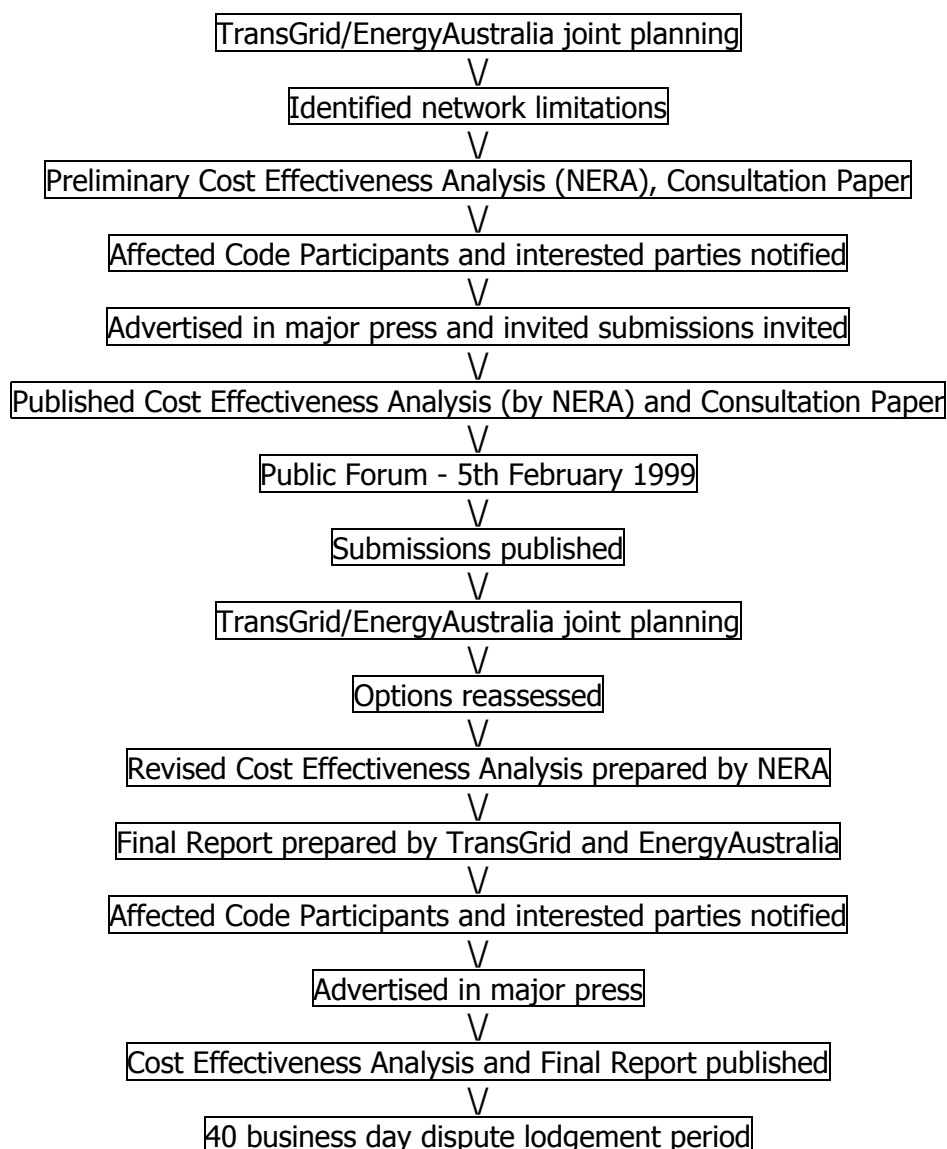 TransGrid/EnergyAustralia joint planning
Identified network limitations
Preliminary Cost Effectiveness Analysis (NERA), Consultation Paper
Affected Code Participants and interested parties notified
Advertised in major press and invited submissions invited
Published Cost Effectiveness Analysis (by NERA) and Consultation Paper
Public Forum - 5th February 1999
Submissions published
TransGrid/EnergyAustralia joint planning
Options reassessed
Revised Cost Effectiveness Analysis prepared by NERA
Final Report prepared by TransGrid and EnergyAustralia
Affected Code Participants and interested parties notified
Advertised in major press
Cost Effectiveness Analysis and Final Report published
40 business day dispute lodgement period